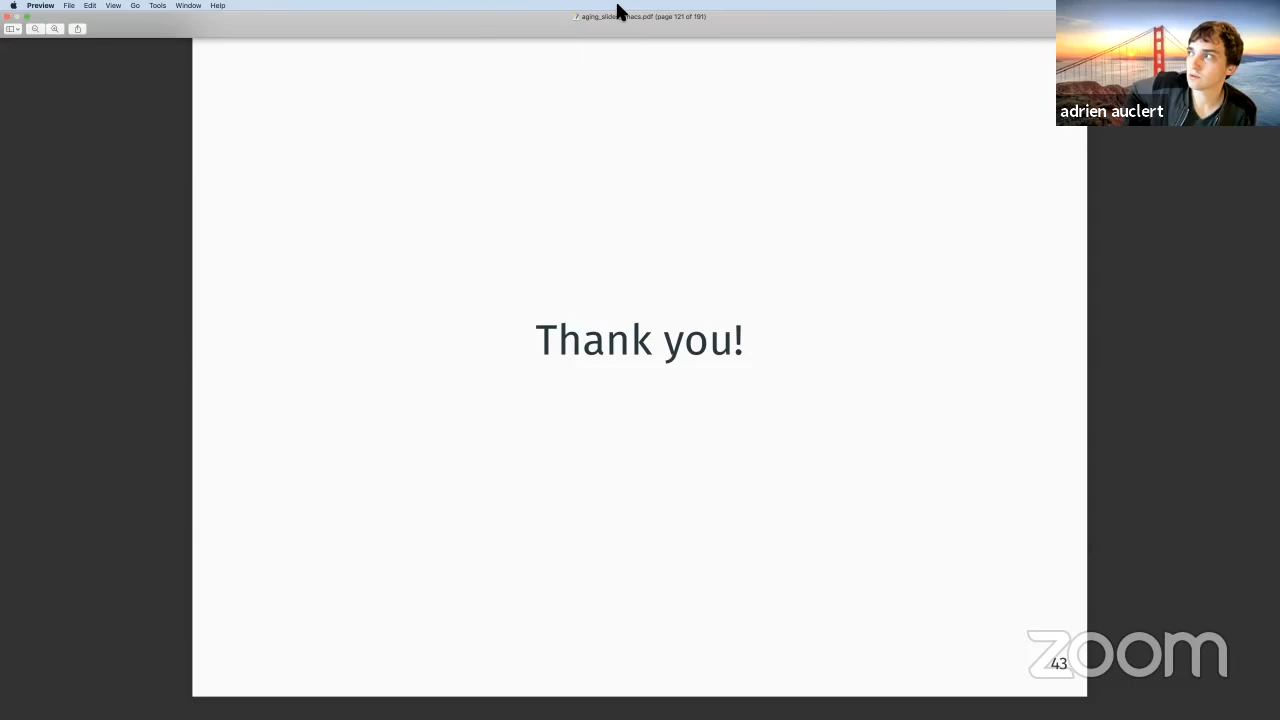 Preview File Edit View Go Tools Window Help
(page 121 of 191)
adrien auclert
Thank you!
43
zoom